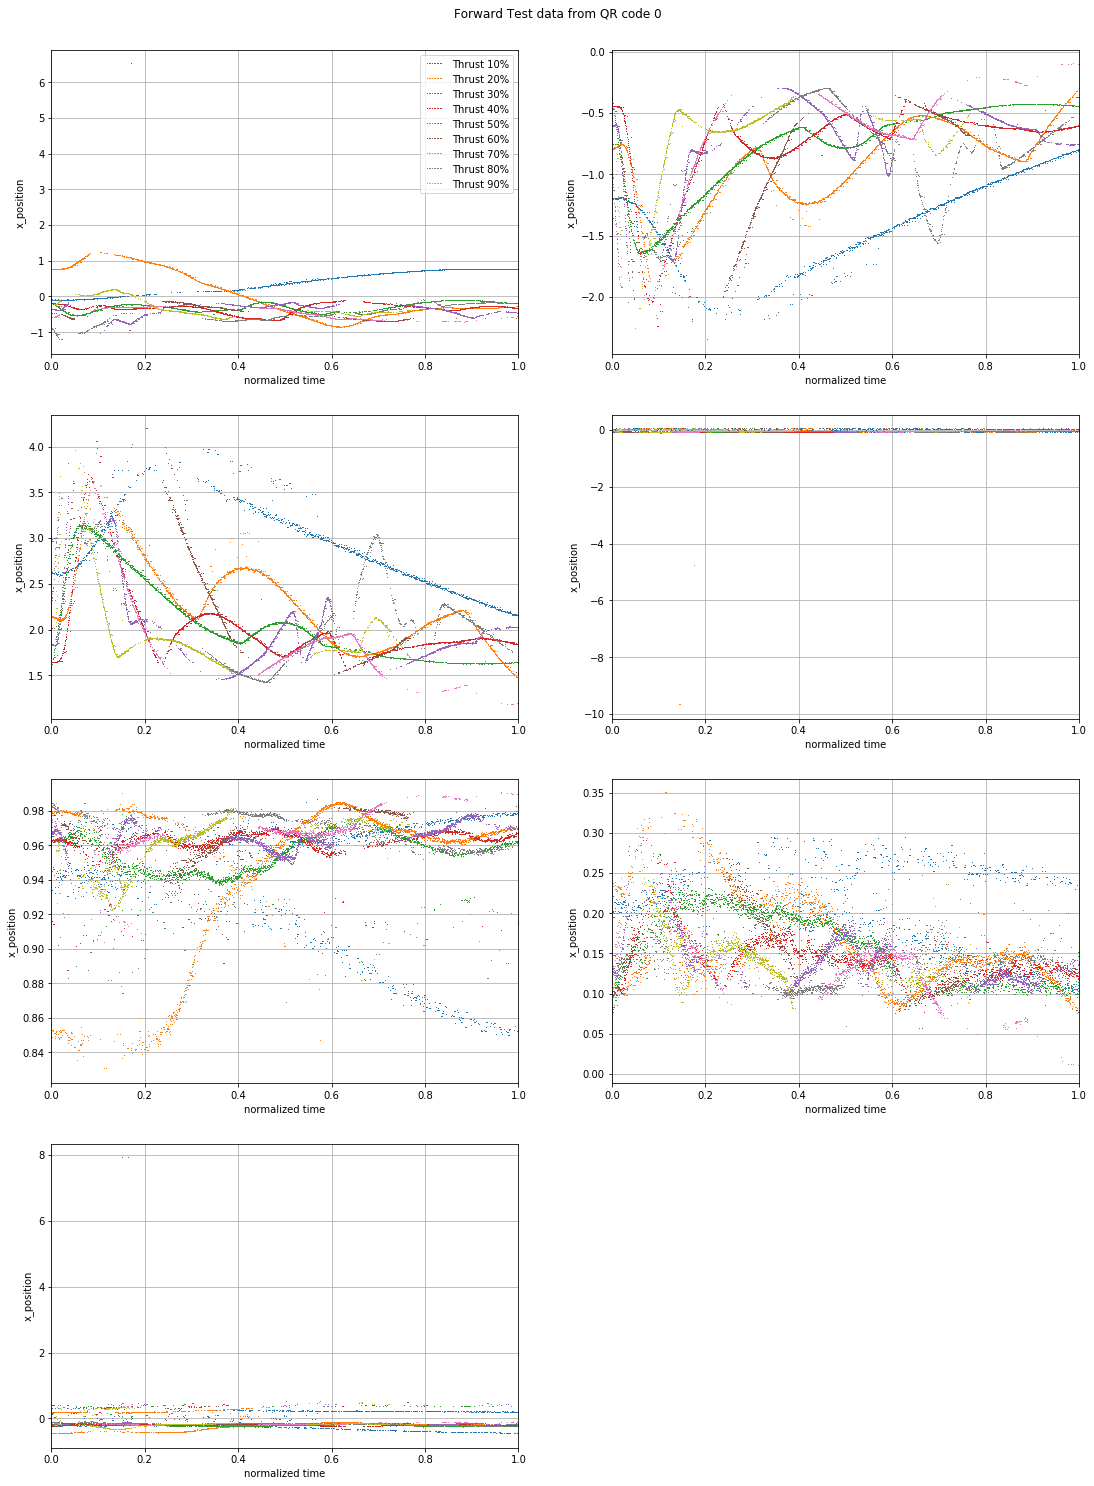 Forward Test data from QR code 0
6
5
4
3
2
1
0
−1
x_position
0.0 0.2 0.4 0.6 0.8 1.0
normalized time
Thrust 10%
Thrust 20%
Thrust 30%
Thrust 40%
Thrust 50%
Thrust 60%
Thrust 70%
Thrust 80%
Thrust 90%
0.0
−0.5
−1.0
−1.5
−2.0
x_position
0.0 0.2 0.4 0.6 0.8 1.0
normalized time
4.0
3.5
3.0
2.5
2.0
1.5
x_position
0.0 0.2 0.4 0.6 0.8 1.0
normalized time
0
−2
−4
−6
−8
−10
x_position
0.0 0.2 0.4 0.6 0.8 1.0
normalized time
0.98
0.96
0.94
0.92
0.90
0.88
0.86
0.84
x_position
0.0 0.2 0.4 0.6 0.8 1.0
normalized time
0.35
0.30
0.25
0.20
0.15
0.10
0.05
0.00
x_position
0.0 0.2 0.4 0.6 0.8 1.0
normalized time
8
6
4
2
0
x_position
0.0 0.2 0.4 0.6 0.8 1.0
normalized time